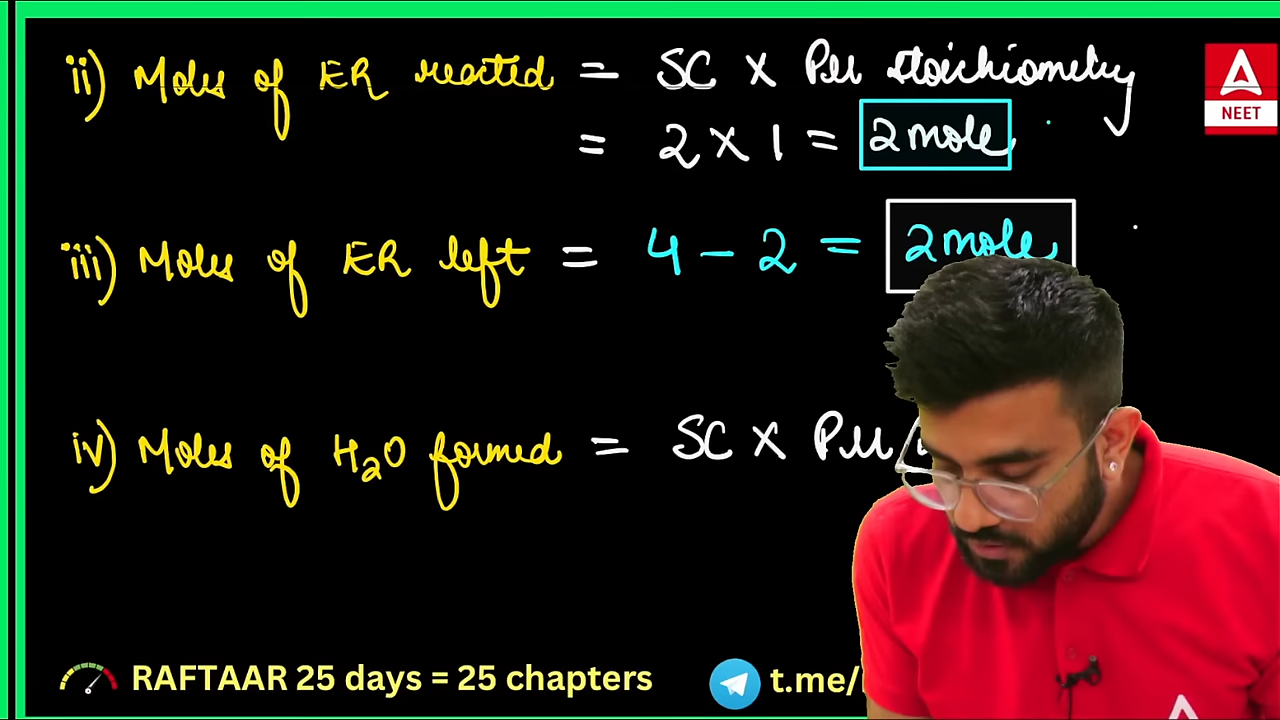 ii) Moles of ER reacted = SC × Per stoichiometry
= 2 × 1 = 2 mole
NEET
iii) Moles of ER left = 4 - 2 = 2 mole
iv) Moles of H₂O formed = SC × Per
RAFTAAR 25 days = 25 chapters
t.me/